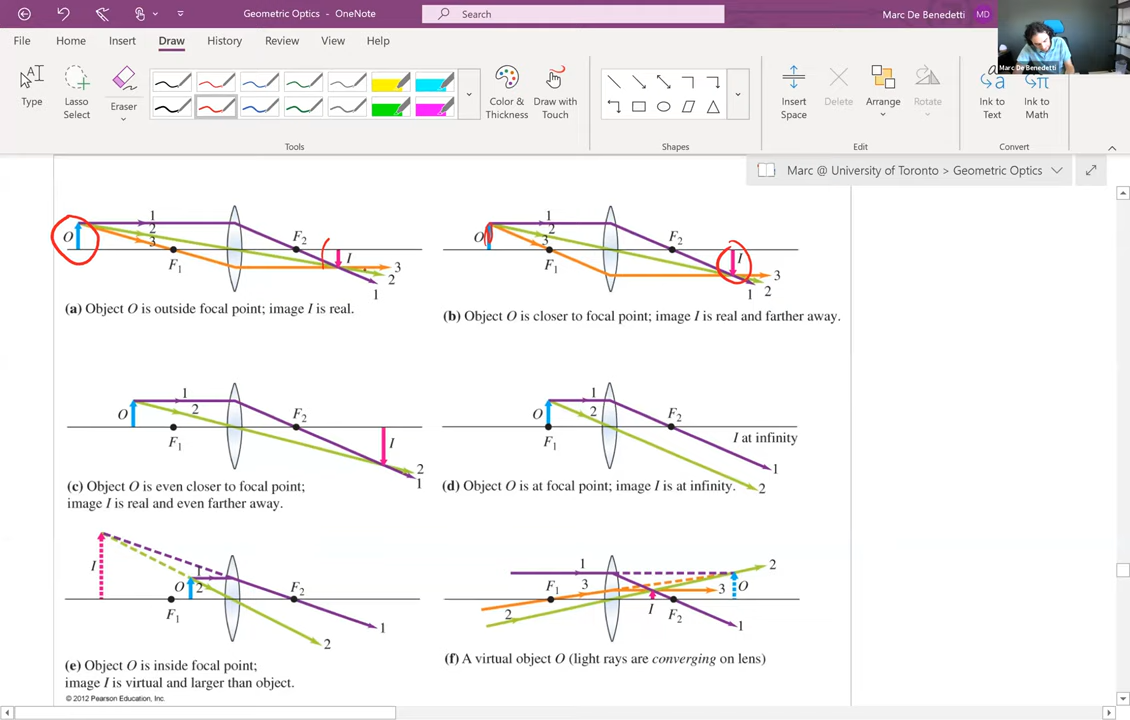 Geometric Optics - OneNote
Search
Marc De Benedetti
MD
File
Home
Insert
Draw
History
Review
View
Help
Marc De Benedetti
Type
Lasso Select
Eraser
Color & Thickness
Draw with Touch
Insert Space
Delete
Arrange
Rotate
Ink to Text
Ink to Math
Tools
Shapes
Edit
Convert
Marc @ University of Toronto > Geometric Optics
O
1
2
3
F1
F2
I
3
2
1
(a) Object O is outside focal point; image I is real.
O
1
2
3
F1
F2
I
3
1 2
(b) Object O is closer to focal point; image I is real and farther away.
O
1
2
F1
F2
I
2
1
(c) Object O is even closer to focal point;
image I is real and even farther away.
O
1
2
F1
F2
I at infinity
1
2
(d) Object O is at focal point; image I is at infinity.
I
O
1
2
F1
F2
1
2
(e) Object O is inside focal point;
image I is virtual and larger than object.
1
F1
3
2
2
3
O
I
F2
1
(f) A virtual object O (light rays are converging on lens)
© 2012 Pearson Education, Inc.